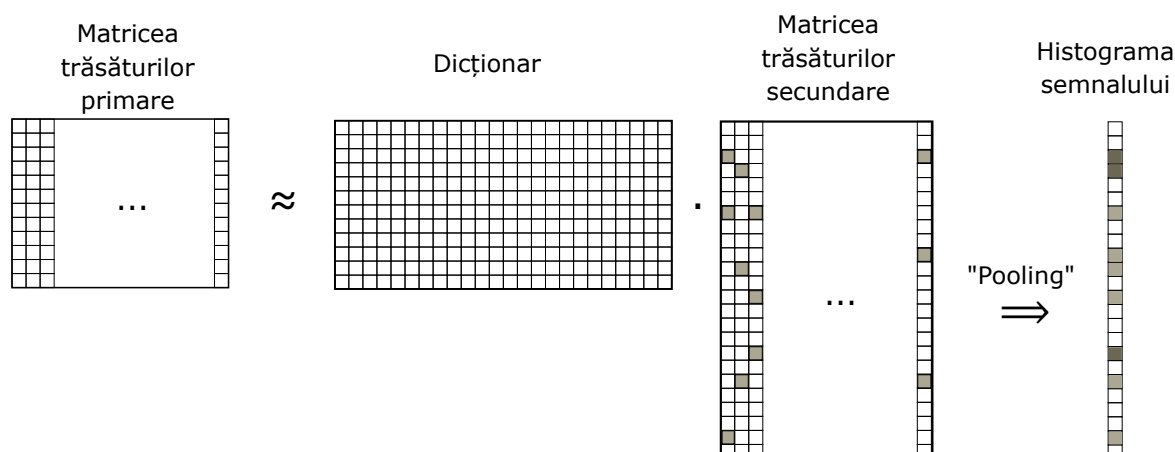 Matricea
trăsăturilor
primare
Dicționar
Matricea
trăsăturilor
secundare
Histograma
semnalului
...
≈
·
...
"Pooling"
⇒